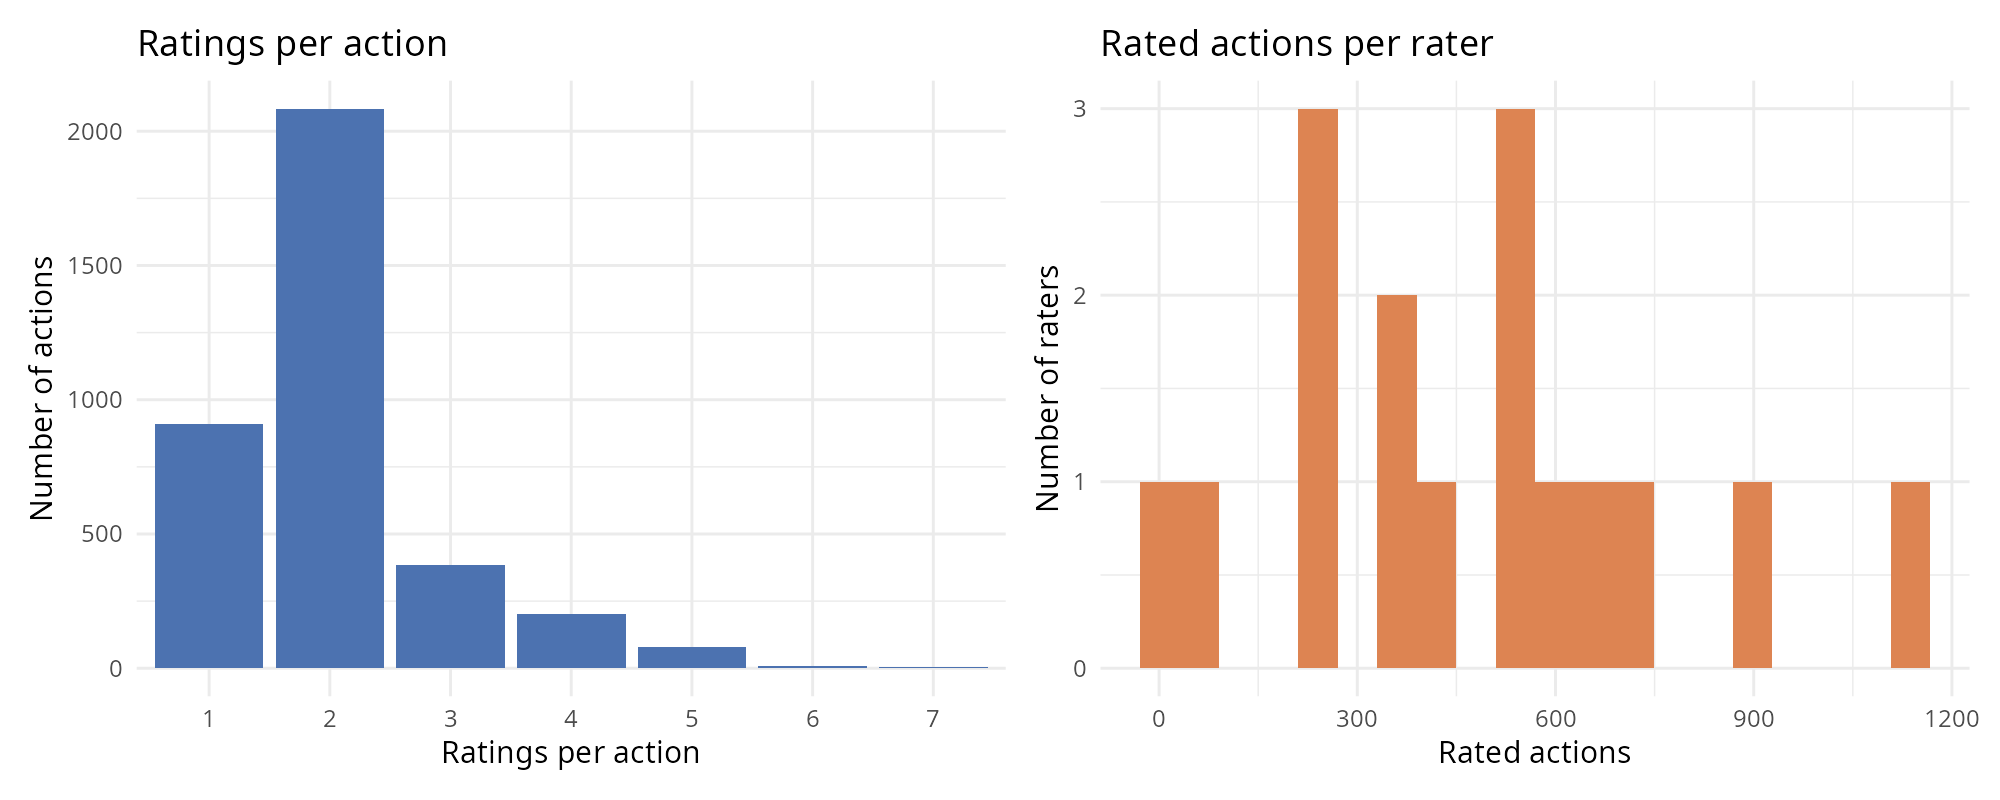 Ratings per action
Number of actions
2000
1500
1000
500
0
1 2 3 4 5 6 7
Ratings per action
Rated actions per rater
Number of raters
3
2
1
0
0 300 600 900 1200
Rated actions